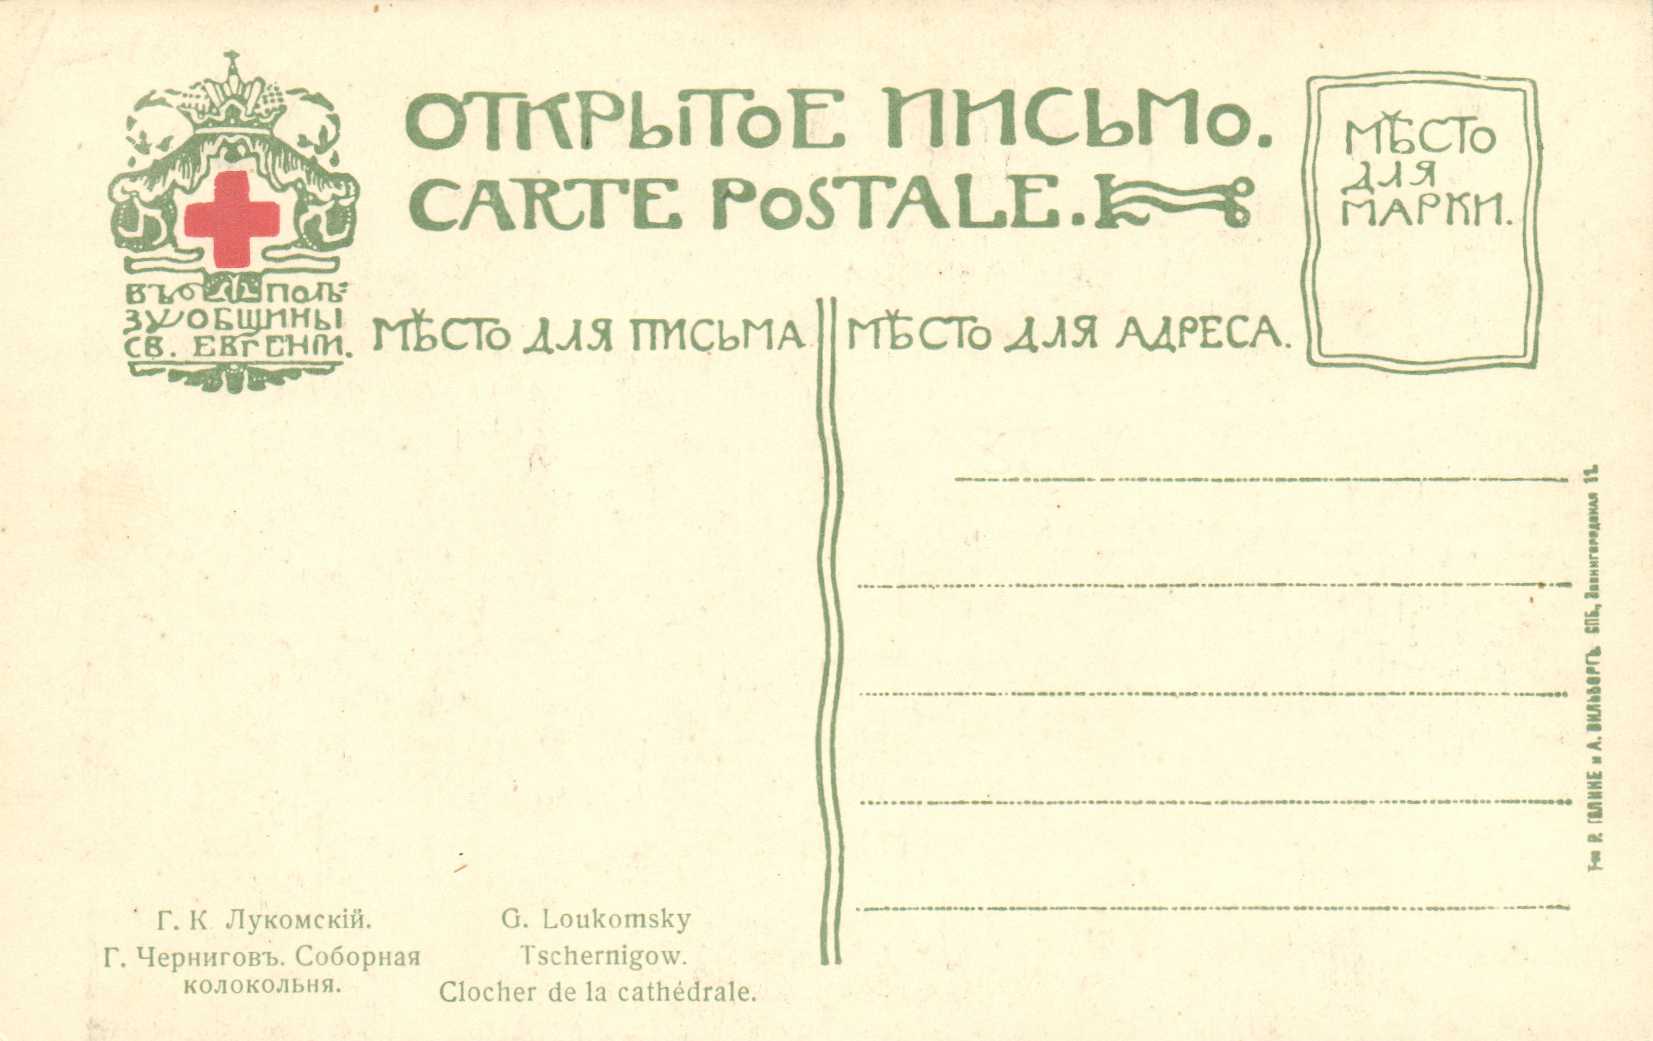 ОТКРЫТОЕ ПИСЬМО.
CARTE POSTALE.
МѢСТО
ДЛЯ
МАРКИ.
ВЪ ПОЛЬ=
ЗУ ОБЩИНЫ
СВ. ЕВГЕНІИ.
МѢСТО ДЛЯ ПИСЬМА
МѢСТО ДЛЯ АДРЕСА.
Т-во Р. ГОЛИКЕ и А. ВИЛЬБОРГЪ. СПБ., Звенигородская 11.
Г. К Лукомскій.
Г. Черниговъ. Соборная
колокольня.
G. Loukomsky
Tschernigow.
Clocher de la cathédrale.